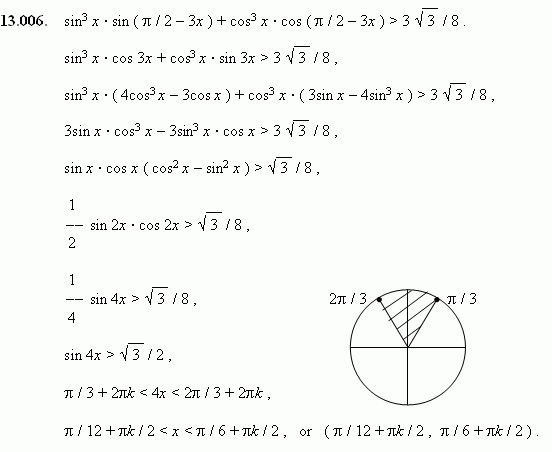 13.006. sin³ x · sin ( π / 2 – 3x ) + cos³ x · cos ( π / 2 – 3x ) > 3 √3 / 8 .
sin³ x · cos 3x + cos³ x · sin 3x > 3 √3 / 8 ,
sin³ x · ( 4cos³ x – 3cos x ) + cos³ x · ( 3sin x – 4sin³ x ) > 3 √3 / 8 ,
3sin x · cos³ x – 3sin³ x · cos x > 3 √3 / 8 ,
sin x · cos x ( cos² x – sin² x ) > √3 / 8 ,
1/2 sin 2x · cos 2x > √3 / 8 ,
1/4 sin 4x > √3 / 8 ,
2π / 3 π / 3
sin 4x > √3 / 2 ,
π / 3 + 2πk < 4x < 2π / 3 + 2πk ,
π / 12 + πk / 2 < x < π / 6 + πk / 2 , or ( π / 12 + πk / 2 , π / 6 + πk / 2 ) .